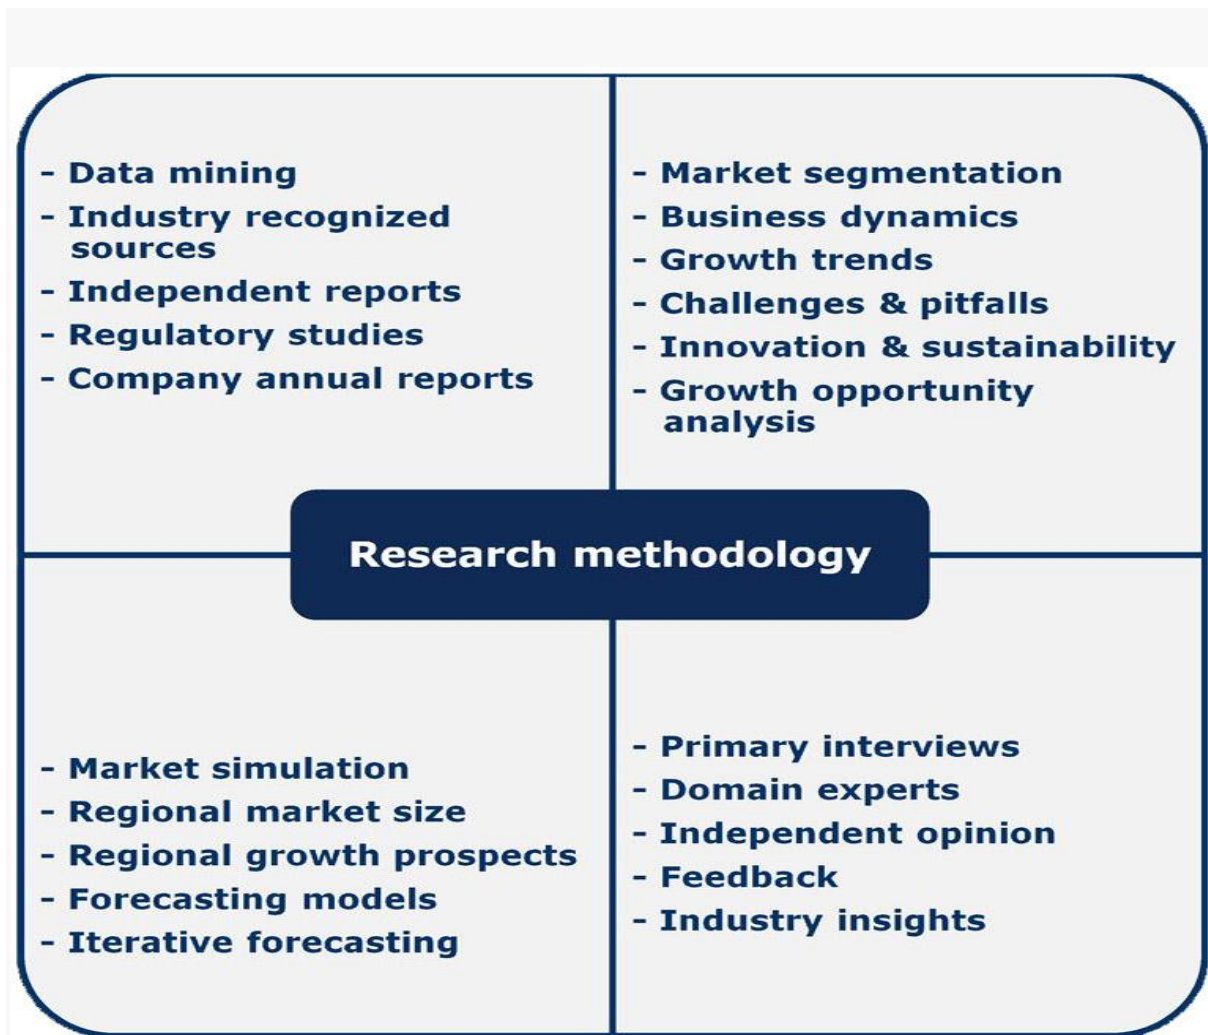 - Data mining
- Industry recognized
sources
- Independent reports
- Regulatory studies
- Company annual reports
- Market segmentation
- Business dynamics
- Growth trends
- Challenges & pitfalls
- Innovation & sustainability
- Growth opportunity
analysis
Research methodology
- Market simulation
- Regional market size
- Regional growth prospects
- Forecasting models
- Iterative forecasting
- Primary interviews
- Domain experts
- Independent opinion
- Feedback
- Industry insights